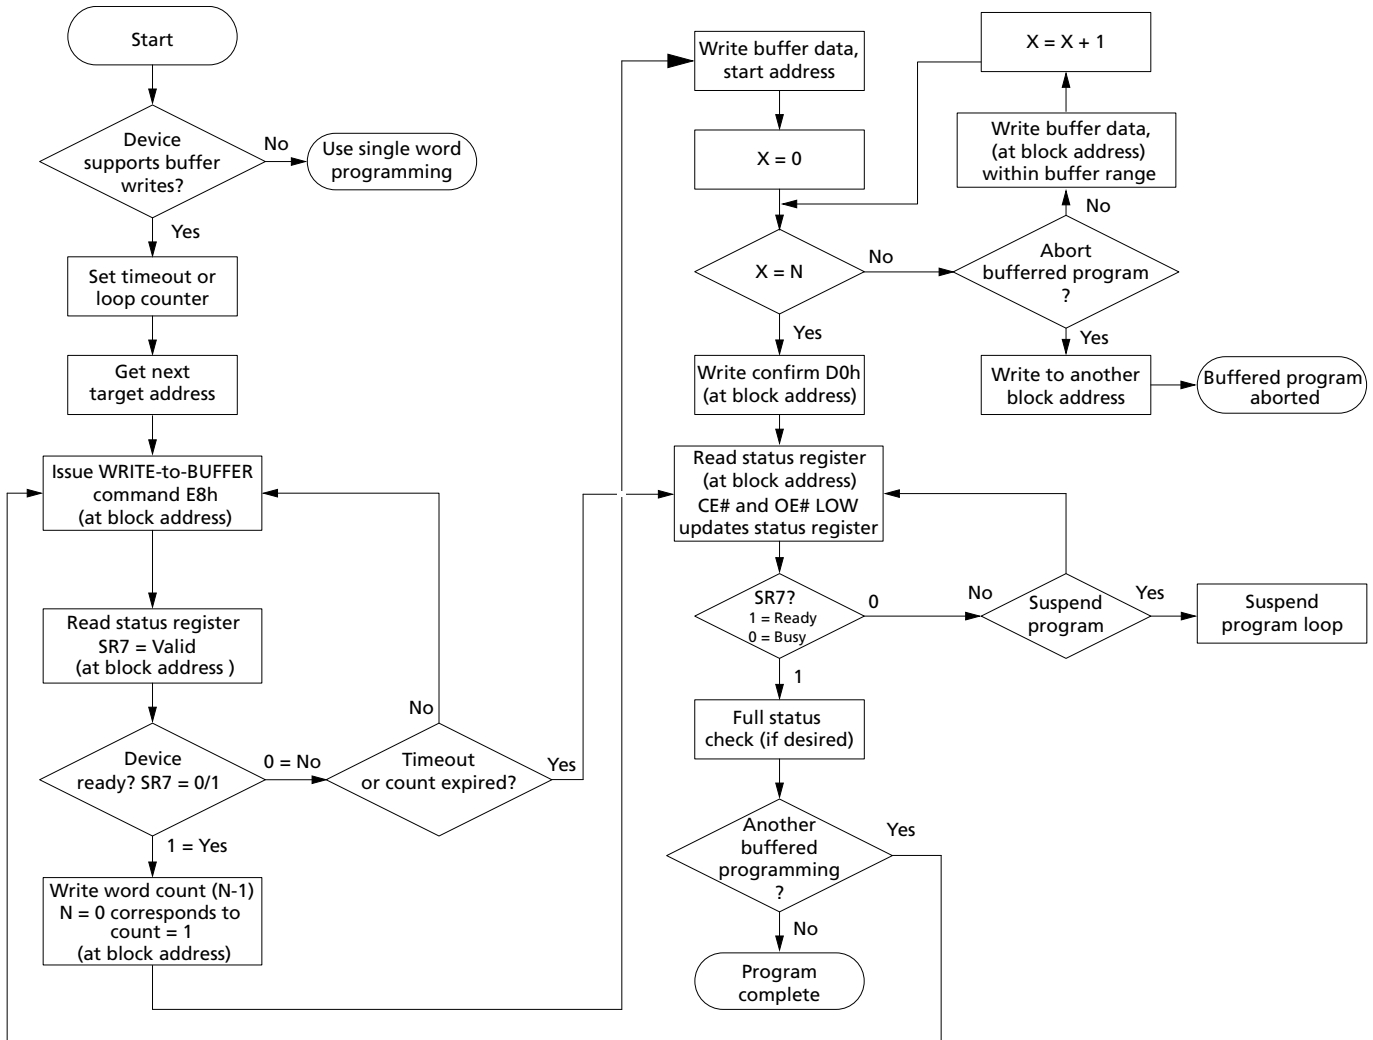 Start
Device
supports buffer
writes?
No
Use single word
programming
Yes
Set timeout or
loop counter
Get next
target address
Issue WRITE-to-BUFFER
command E8h
(at block address)
Read status register
SR7 = Valid
(at block address )
Device
ready? SR7 = 0/1
0 = No
No
Timeout
or count expired?
Yes
1 = Yes
Write word count (N-1)
N = 0 corresponds to
count = 1
(at block address)
Write buffer data,
start address
X = 0
X = N
No
Abort
bufferred program
?
No
Write buffer data,
(at block address)
within buffer range
X = X + 1
Yes
Write to another
block address
Buffered program
aborted
Yes
Write confirm D0h
(at block address)
Read status register
(at block address)
CE# and OE# LOW
updates status register
SR7?
1 = Ready
0 = Busy
0
No
Suspend
program
Yes
Suspend
program loop
1
Full status
check (if desired)
Another
buffered
programming
?
Yes
No
Program
complete